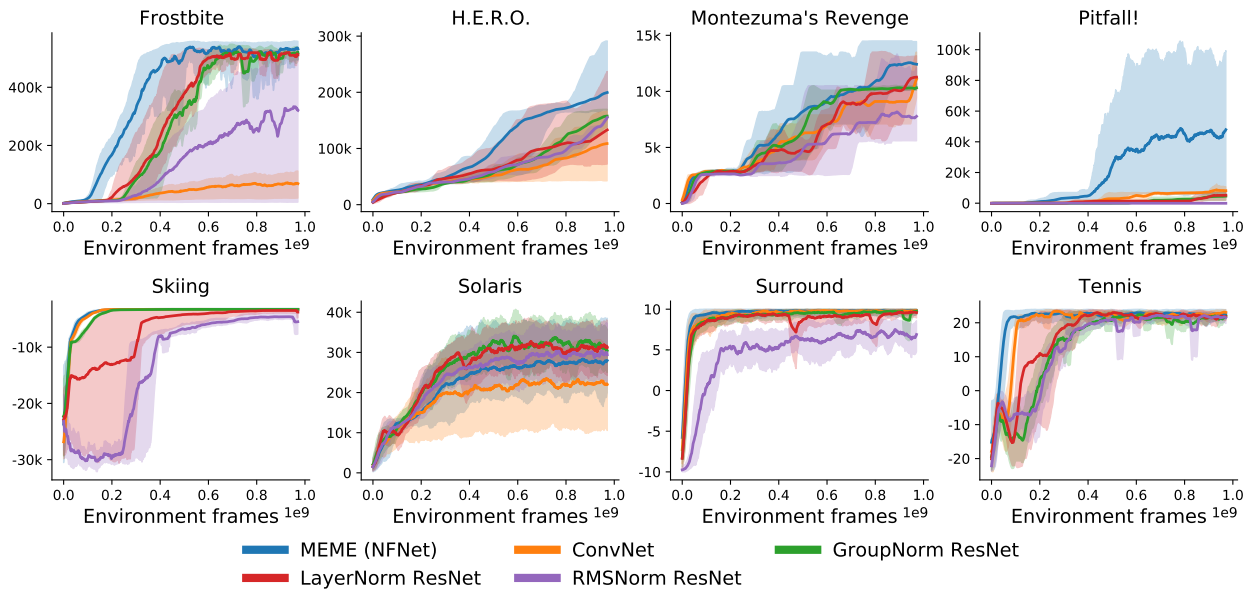 Frostbite
400k
200k
0
0.0 0.2 0.4 0.6 0.8 1.0
Environment frames 1e9
H.E.R.O.
300k
200k
100k
0
0.0 0.2 0.4 0.6 0.8 1.0
Environment frames 1e9
Montezuma's Revenge
15k
10k
5k
0
0.0 0.2 0.4 0.6 0.8 1.0
Environment frames 1e9
Pitfall!
100k
80k
60k
40k
20k
0
0.0 0.2 0.4 0.6 0.8 1.0
Environment frames 1e9
Skiing
-10k
-20k
-30k
0.0 0.2 0.4 0.6 0.8 1.0
Environment frames 1e9
Solaris
40k
30k
20k
10k
0
0.0 0.2 0.4 0.6 0.8 1.0
Environment frames 1e9
Surround
10
5
0
-5
-10
0.0 0.2 0.4 0.6 0.8 1.0
Environment frames 1e9
Tennis
20
10
0
-10
-20
0.0 0.2 0.4 0.6 0.8 1.0
Environment frames 1e9
MEME (NFNet) ConvNet GroupNorm ResNet
LayerNorm ResNet RMSNorm ResNet